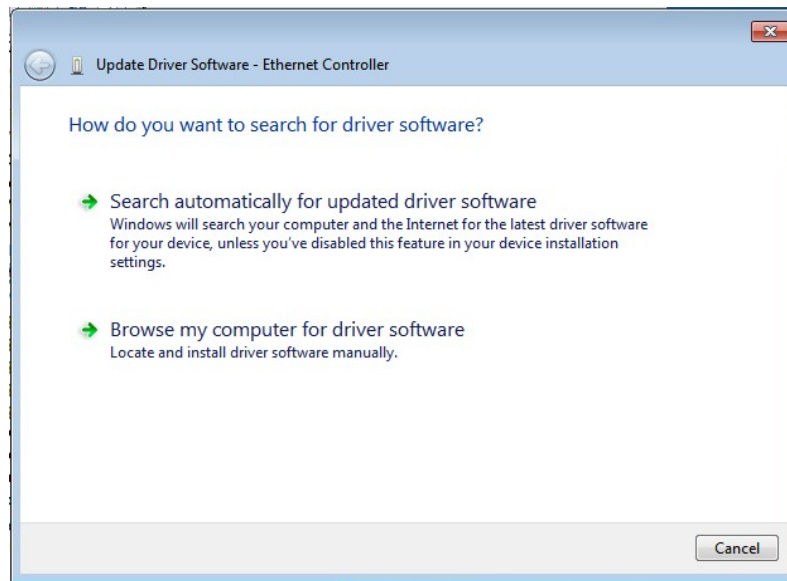 Update Driver Software - Ethernet Controller
How do you want to search for driver software?
Search automatically for updated driver software
Windows will search your computer and the Internet for the latest driver software
for your device, unless you've disabled this feature in your device installation
settings.
Browse my computer for driver software
Locate and install driver software manually.
Cancel